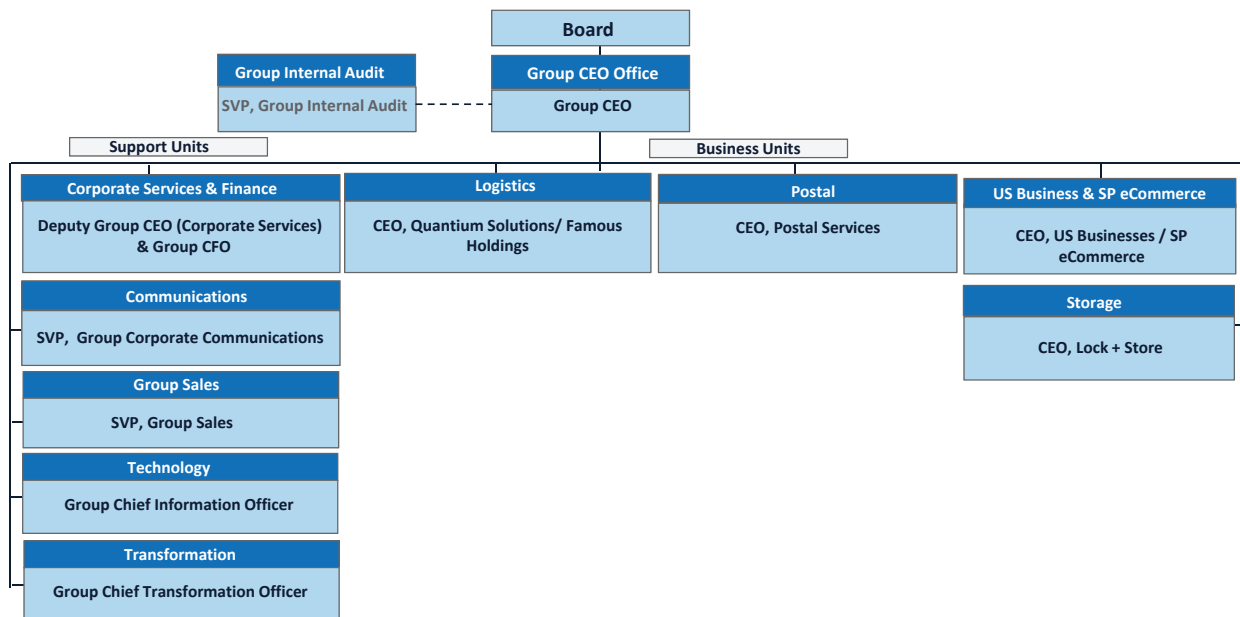 Board
Group Internal Audit
SVP, Group Internal Audit
Group CEO Office
Group CEO
Support Units
Business Units
Corporate Services & Finance
Deputy Group CEO (Corporate Services)
& Group CFO
Logistics
CEO, Quantium Solutions/ Famous
Holdings
Postal
CEO, Postal Services
US Business & SP eCommerce
CEO, US Businesses / SP
eCommerce
Communications
SVP, Group Corporate Communications
Storage
CEO, Lock + Store
Group Sales
SVP, Group Sales
Technology
Group Chief Information Officer
Transformation
Group Chief Transformation Officer